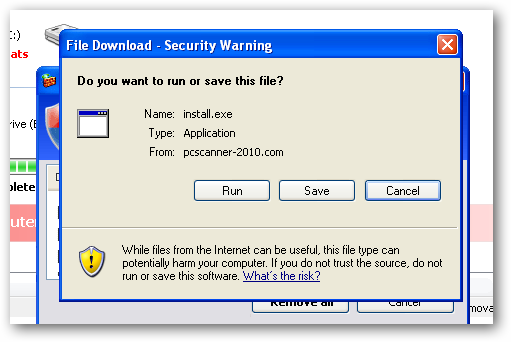 :)
ats
File Download - Security Warning
Do you want to run or save this file?
Name: install.exe
Type: Application
From: pcscanner-2010.com
rive (E
Run Save Cancel
plete
ute
While files from the Internet can be useful, this file type can
potentially harm your computer. If you do not trust the source, do not
run or save this software. What's the risk?
Remove all Cancel mova